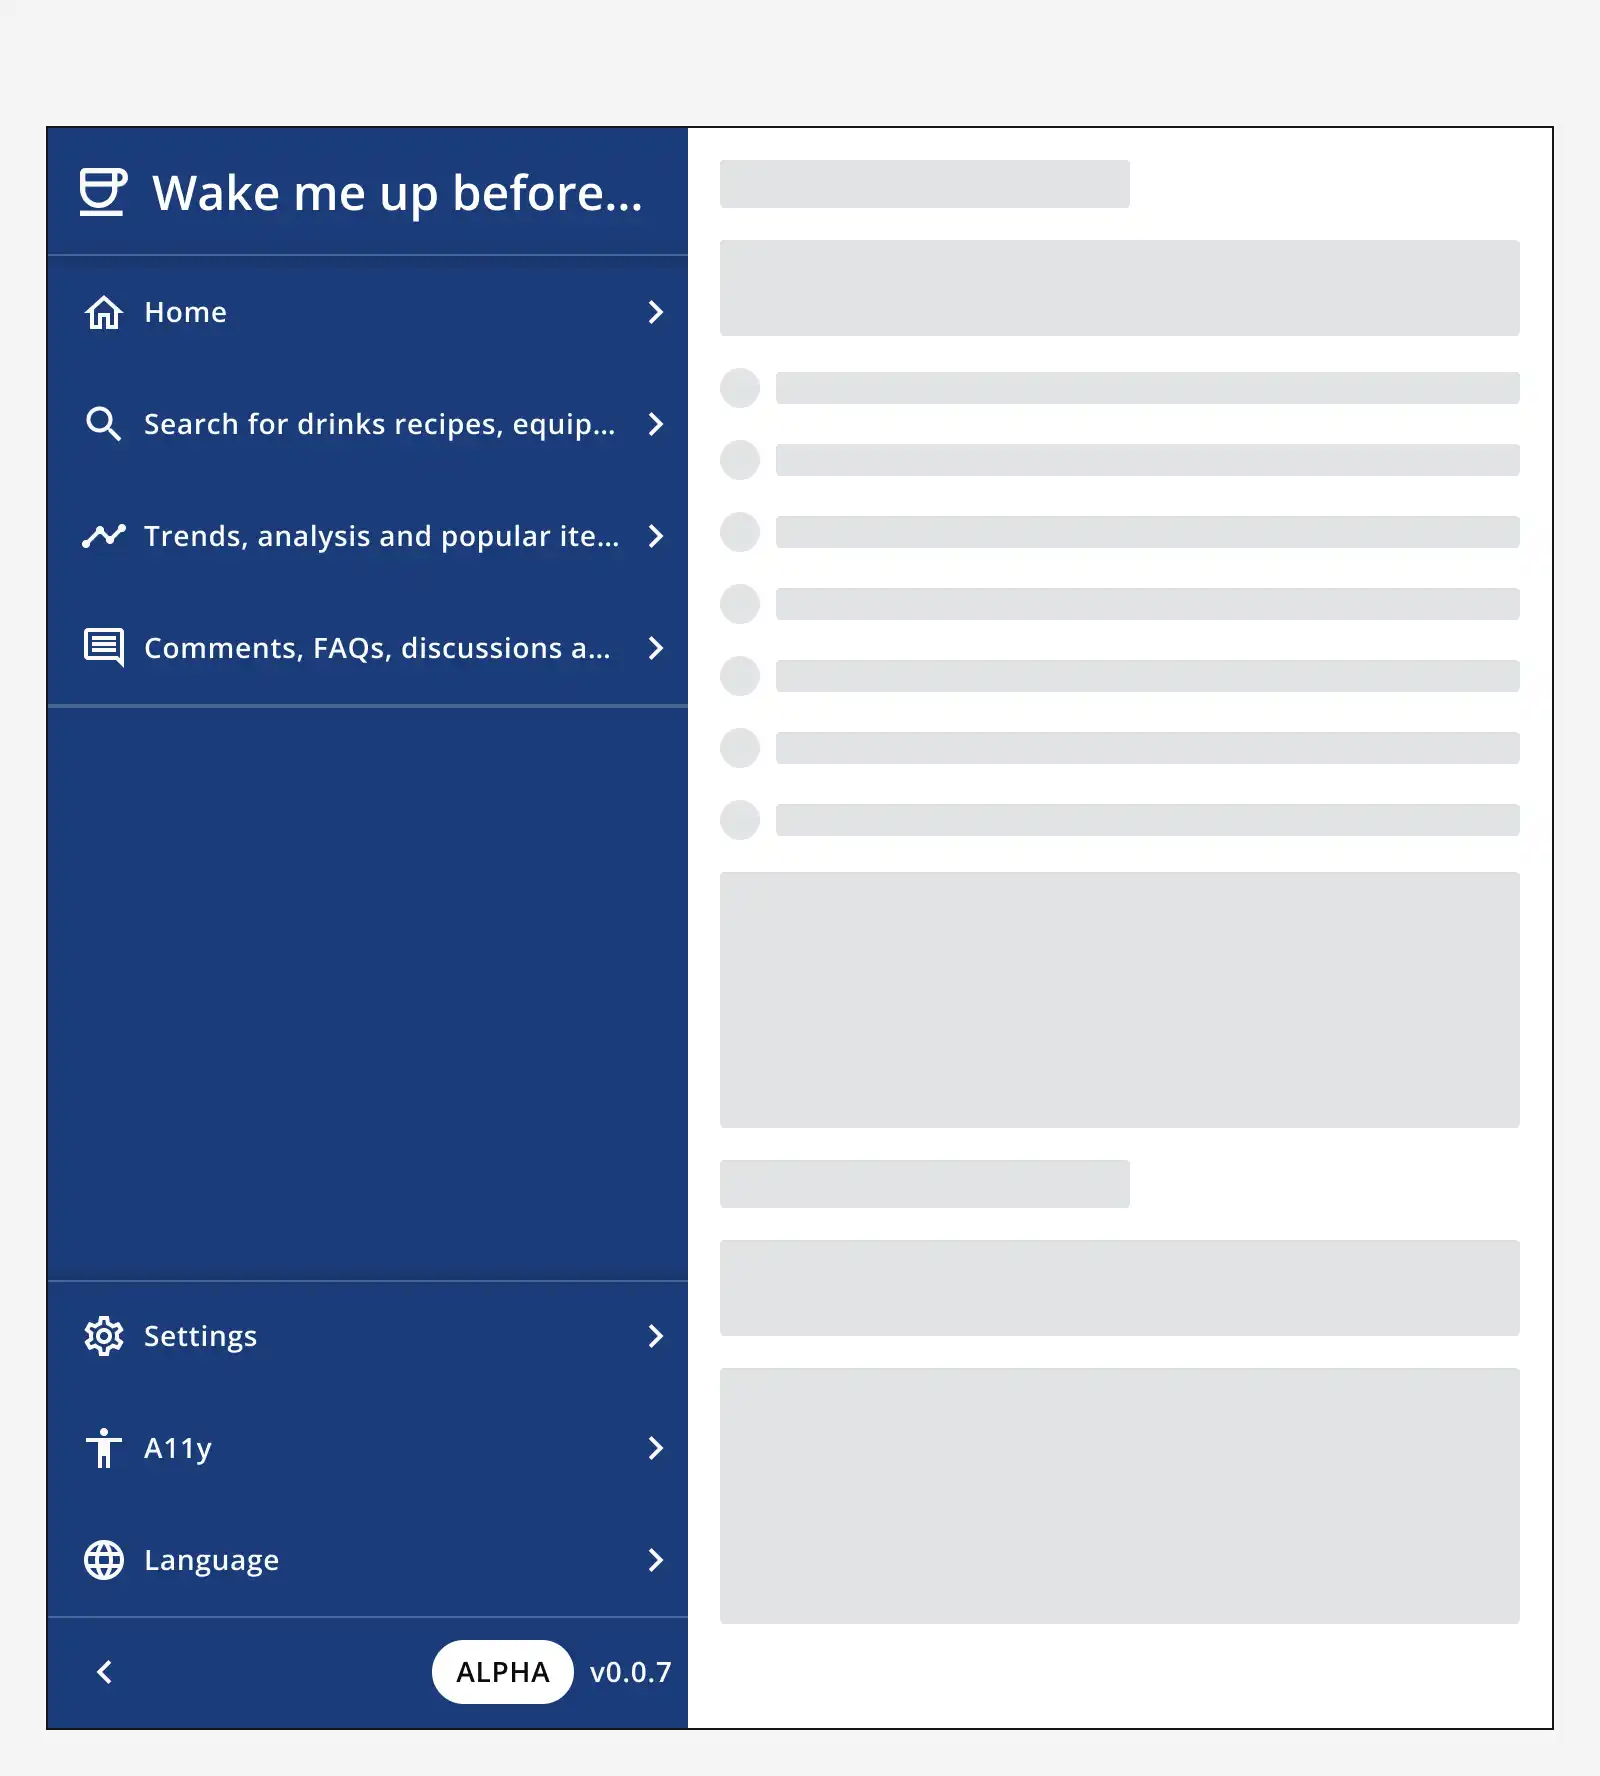 Wake me up before...
Home
Search for drinks recipes, equip...
Trends, analysis and popular ite...
Comments, FAQs, discussions a...
Settings
A11y
Language
ALPHA v0.0.7